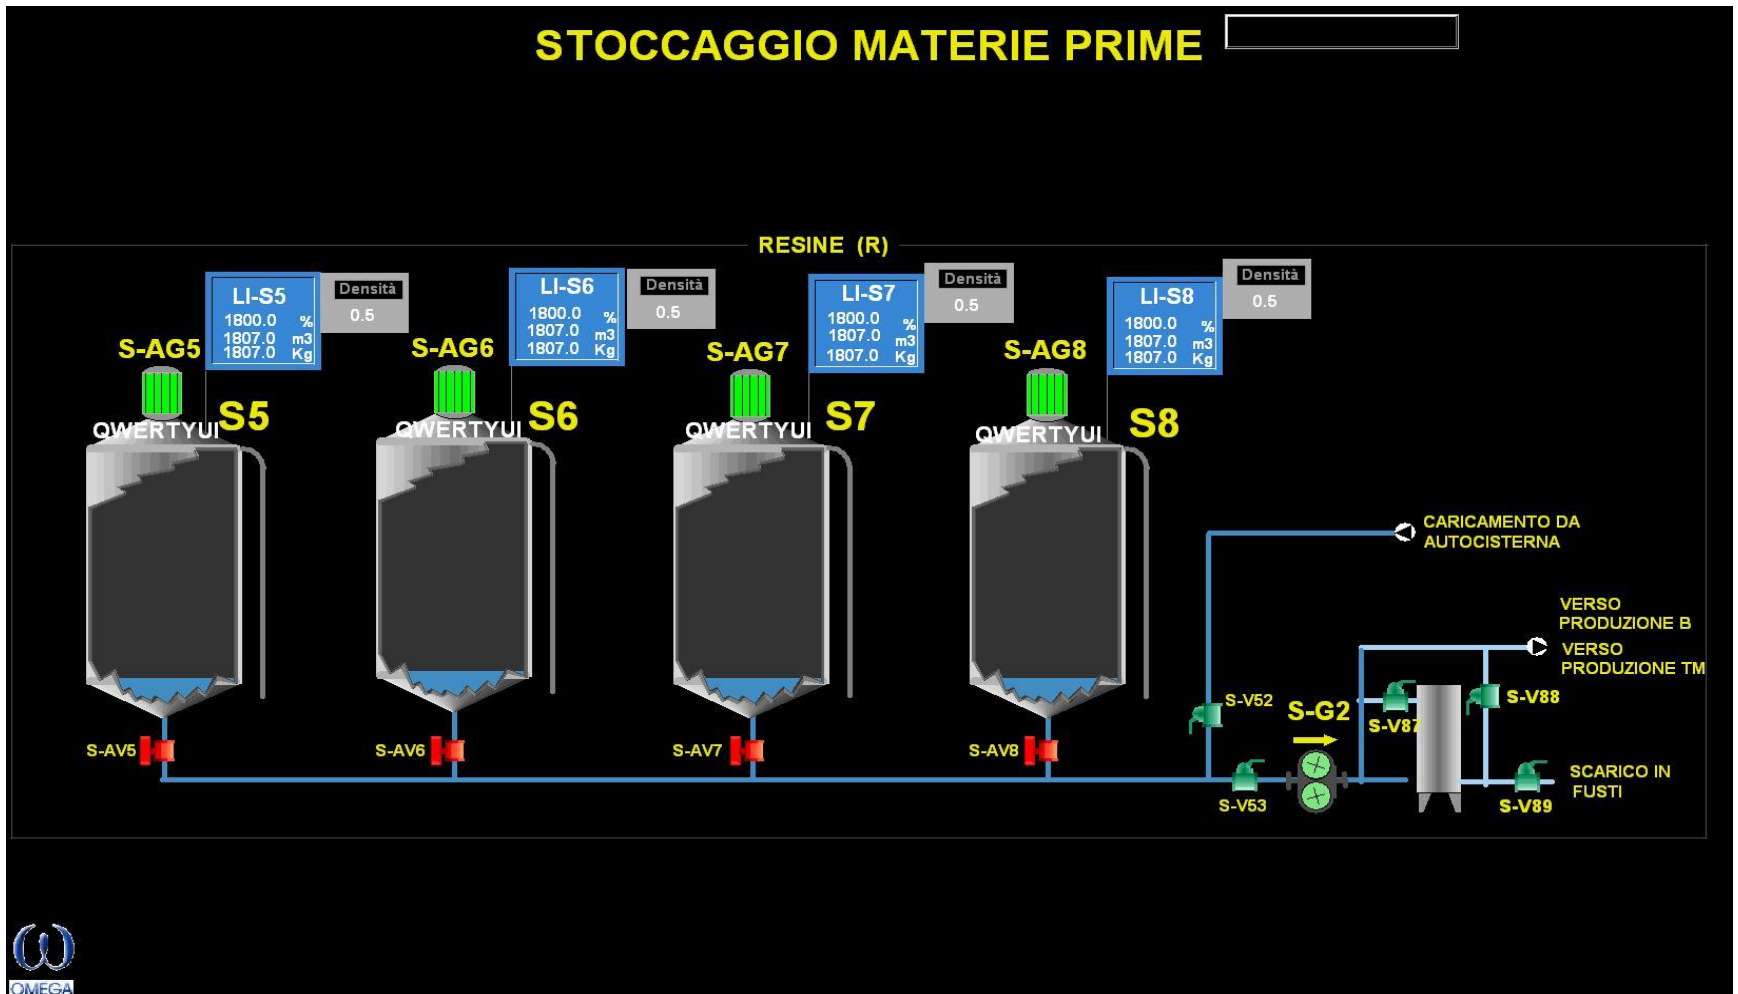 STOCCAGGIO MATERIE PRIME
RESINE (R)
LI-S5
1800.0 %
1807.0 m3
1807.0 Kg
Densità
0.5
LI-S6
1800.0 %
1807.0 m3
1807.0 Kg
Densità
0.5
LI-S7
1800.0 %
1807.0 m3
1807.0 Kg
Densità
0.5
LI-S8
1800.0 %
1807.0 m3
1807.0 Kg
Densità
0.5
S-AG5
S-AG6
S-AG7
S-AG8
QWERTYUI
S5
QWERTYUI
S6
QWERTYUI
S7
QWERTYUI
S8
CARICAMENTO DA
AUTOCISTERNA
VERSO
PRODUZIONE B
VERSO
PRODUZIONE TM
S-V52
S-G2
S-V87
S-V88
S-AV5
S-AV6
S-AV7
S-AV8
S-V53
S-V89
SCARICO IN
FUSTI
OMEGA